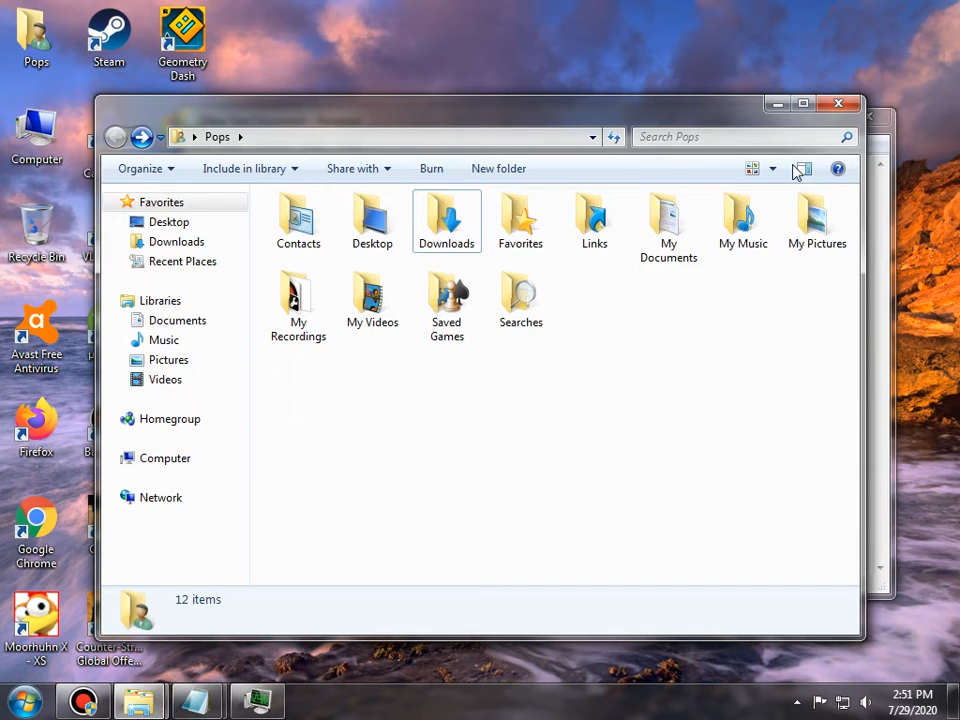 Pops
Steam
Geometry
Dash
Computer
Recycle Bin
Avast Free
Antivirus
Firefox
Google
Chrome
Moorhuhn X
- XS
Counter-Str...
Global Offe...
Pops
Search Pops
Organize
Include in library
Share with
Burn
New folder
Favorites
Desktop
Downloads
Recent Places
Libraries
Documents
Music
Pictures
Videos
Homegroup
Computer
Network
Contacts
Desktop
Downloads
Favorites
Links
My
Documents
My Music
My Pictures
My
Recordings
My Videos
Saved
Games
Searches
12 items
2:51 PM
7/29/2020